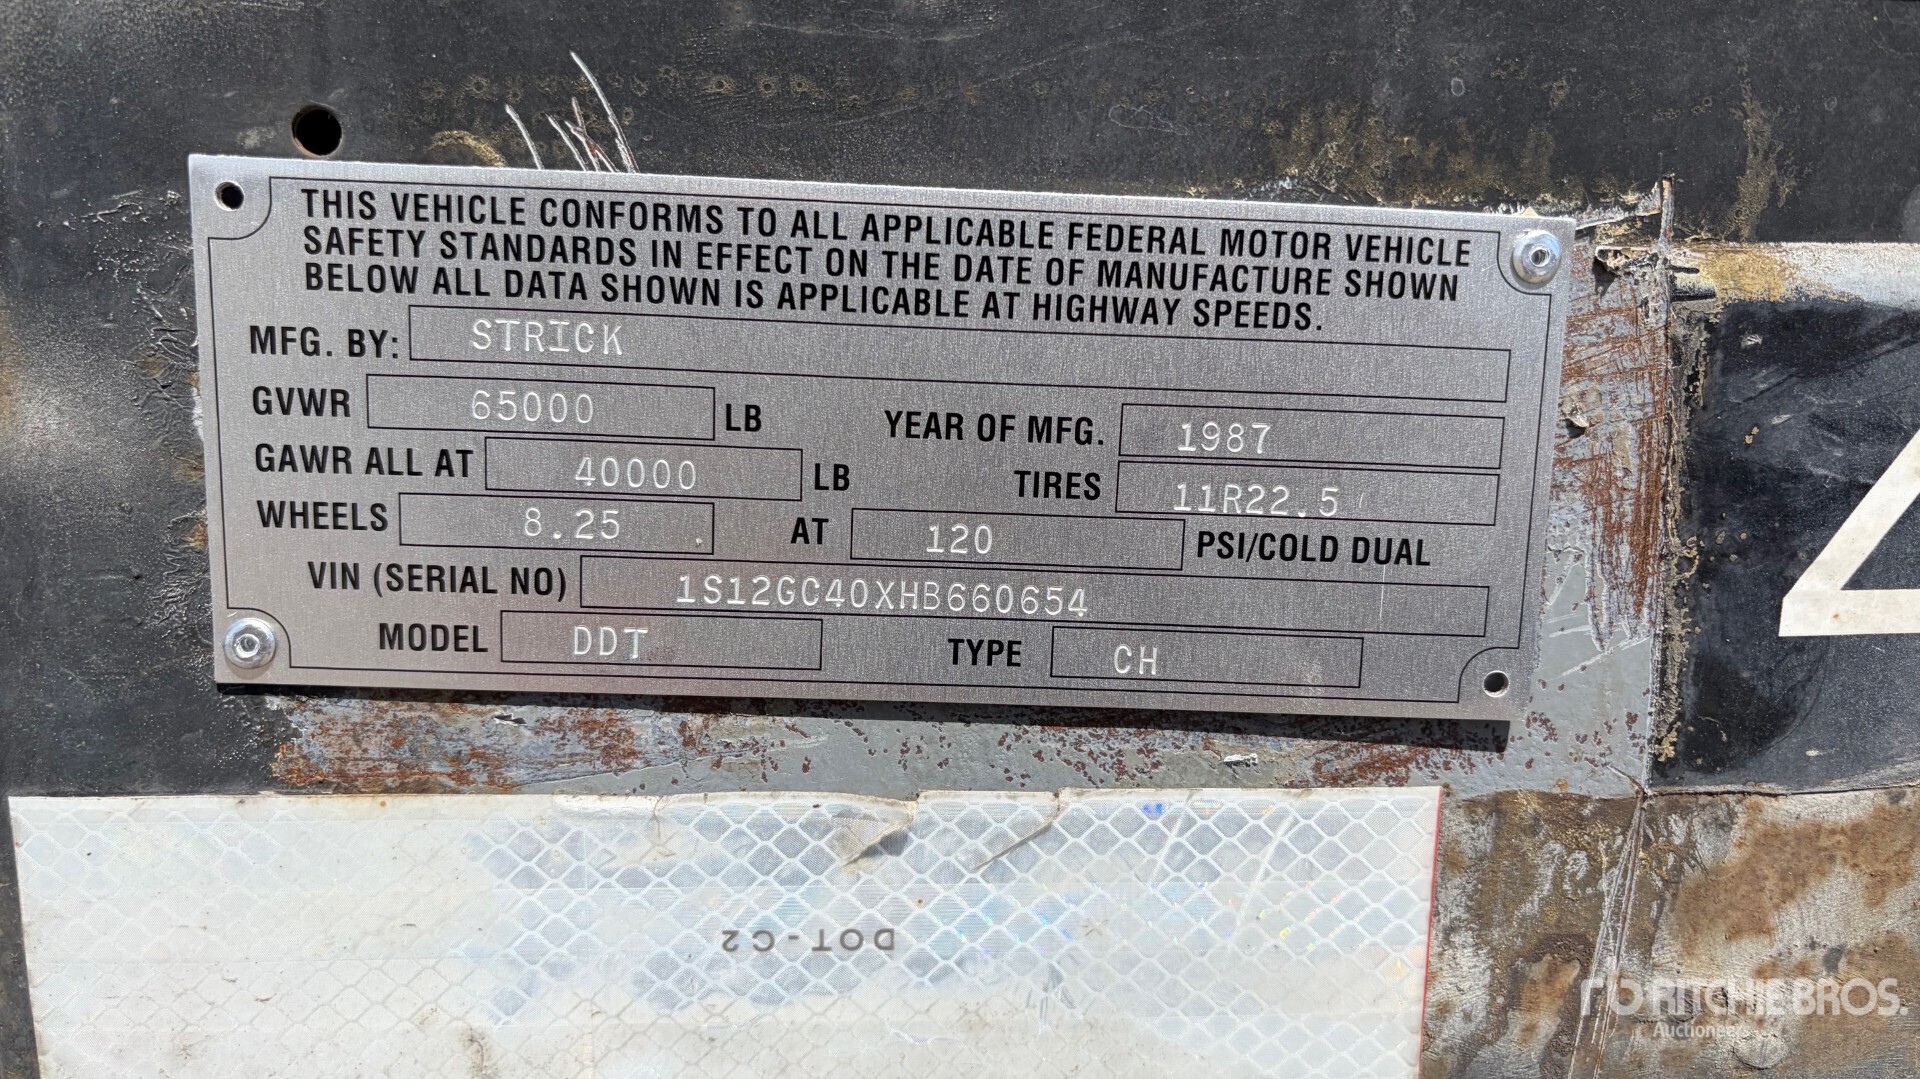 THIS VEHICLE CONFORMS TO ALL APPLICABLE FEDERAL MOTOR VEHICLE
SAFETY STANDARDS IN EFFECT ON THE DATE OF MANUFACTURE SHOWN
BELOW ALL DATA SHOWN IS APPLICABLE AT HIGHWAY SPEEDS.
MFG. BY: STRICK
GVWR 65000 LB YEAR OF MFG. 1987
GAWR ALL AT 40000 LB TIRES 11R22.5
WHEELS 8.25 AT 120 PSI/COLD DUAL
VIN (SERIAL NO) 1S12GC40XHB660654
MODEL DDT TYPE CH
DOT-C2
RITCHIE BROS.
Auctioneers